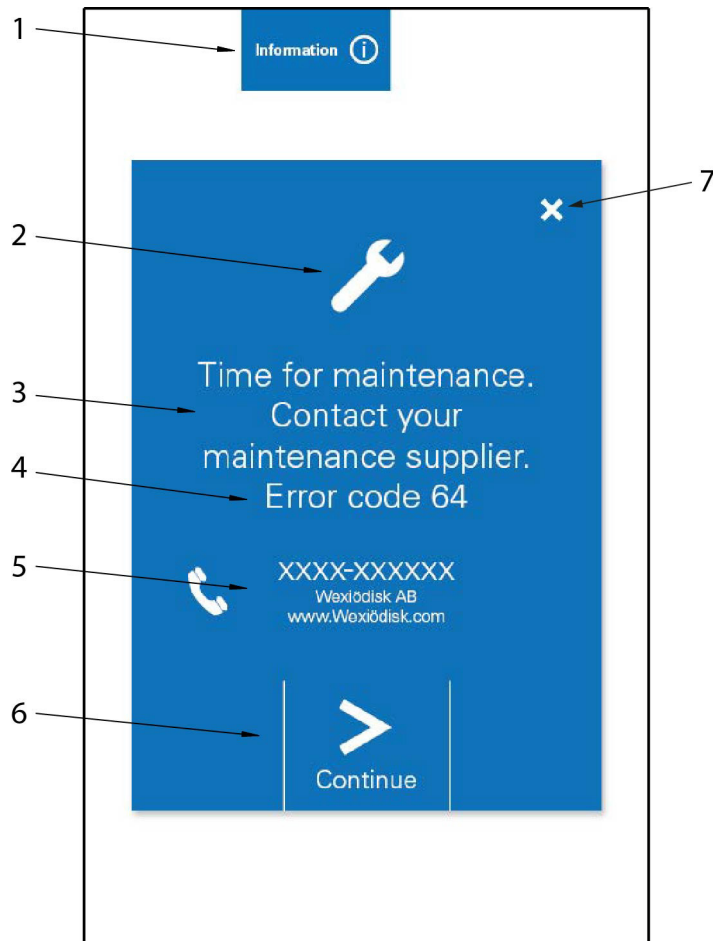 1
Information
7
2
Time for maintenance.
3
Contact your
maintenance supplier.
4
Error code 64
5
XXXX-XXXXXX
Wexiödisk AB
www.Wexiödisk.com
6
Continue